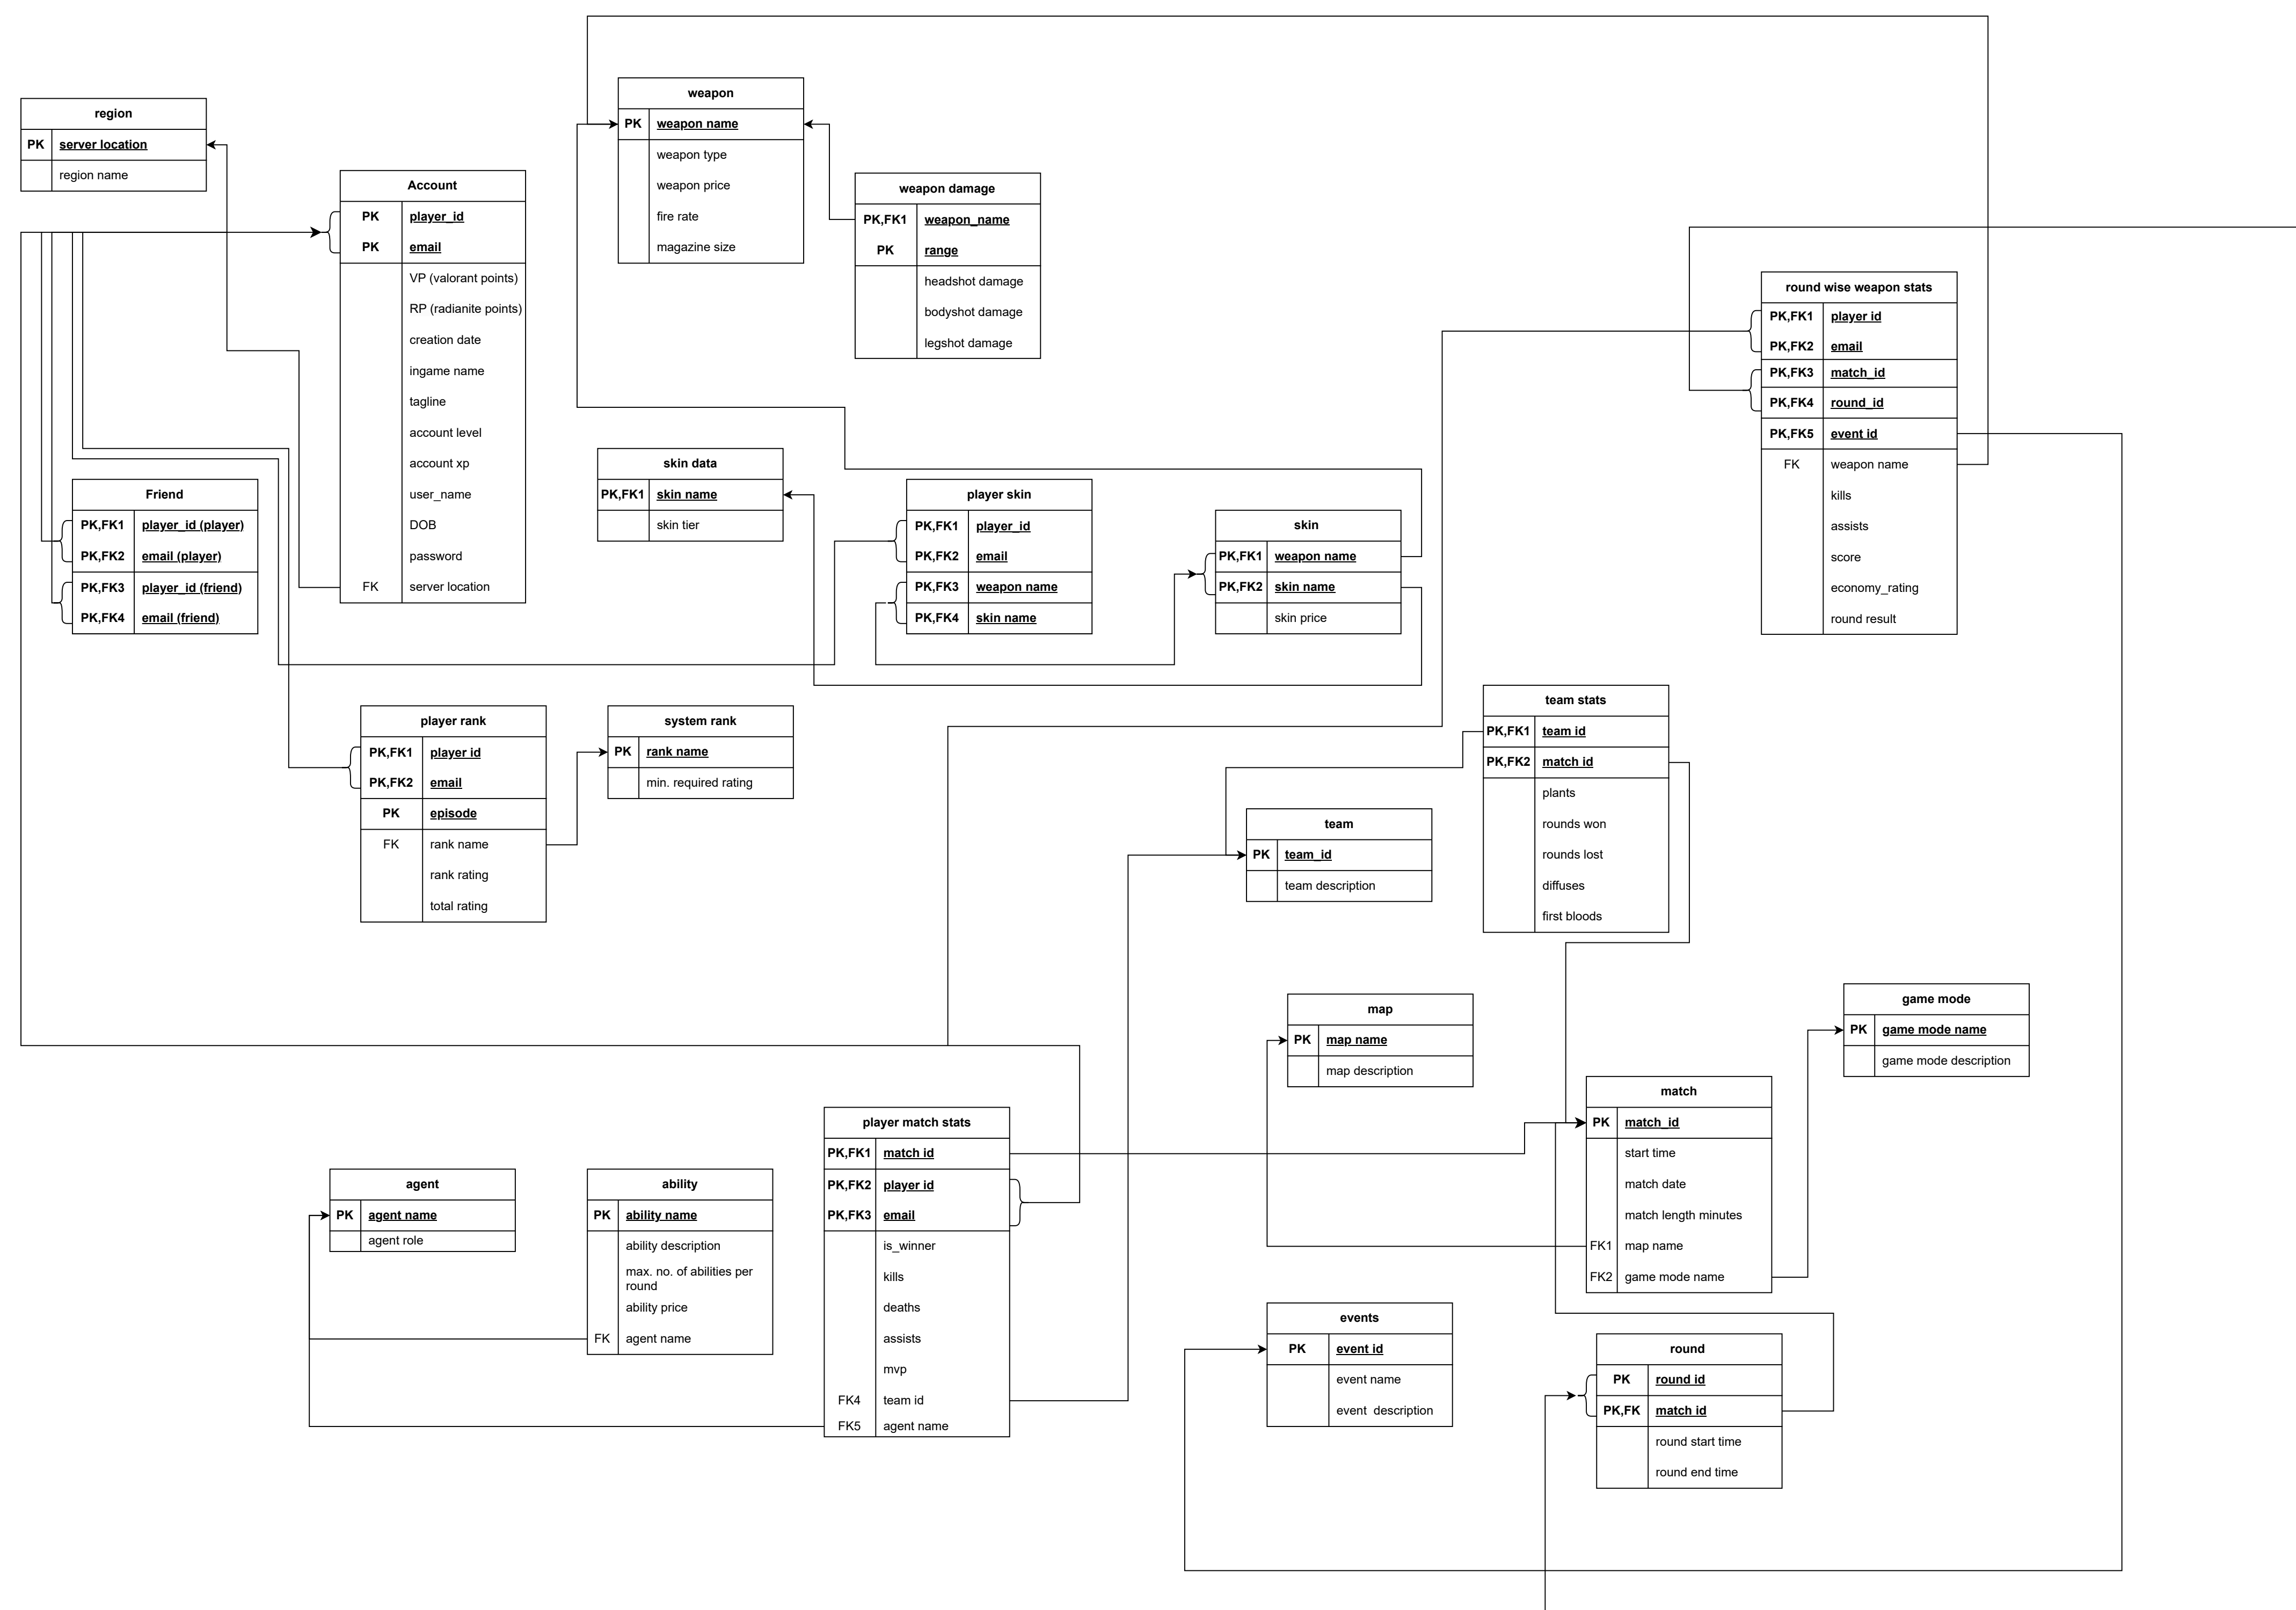 region
PK server location
region name
Account
PK player_id
PK email
VP (valorant points)
RP (radianite points)
creation date
ingame name
tagline
account level
account xp
user_name
DOB
password
FK server location
weapon
PK weapon name
weapon type
weapon price
fire rate
magazine size
weapon damage
PK,FK1 weapon_name
PK range
headshot damage
bodyshot damage
legshot damage
round wise weapon stats
PK,FK1 player id
PK,FK2 email
PK,FK3 match_id
PK,FK4 round_id
PK,FK5 event id
FK weapon name
kills
assists
score
economy_rating
round result
Friend
PK,FK1 player_id (player)
PK,FK2 email (player)
PK,FK3 player_id (friend)
PK,FK4 email (friend)
skin data
PK,FK1 skin name
skin tier
player skin
PK,FK1 player_id
PK,FK2 email
PK,FK3 weapon name
PK,FK4 skin name
skin
PK,FK1 weapon name
PK,FK2 skin name
skin price
player rank
PK,FK1 player id
PK,FK2 email
PK episode
FK rank name
rank rating
total rating
system rank
PK rank name
min. required rating
team stats
PK,FK1 team id
PK,FK2 match id
plants
rounds won
rounds lost
diffuses
first bloods
team
PK team_id
team description
map
PK map name
map description
game mode
PK game mode name
game mode description
match
PK match_id
start time
match date
match length minutes
FK1 map name
FK2 game mode name
player match stats
PK,FK1 match id
PK,FK2 player id
PK,FK3 email
is_winner
kills
deaths
assists
mvp
FK4 team id
FK5 agent name
agent
PK agent name
agent role
ability
PK ability name
ability description
max. no. of abilities per
round
ability price
FK agent name
events
PK event id
event name
event description
round
PK round id
PK,FK match id
round start time
round end time